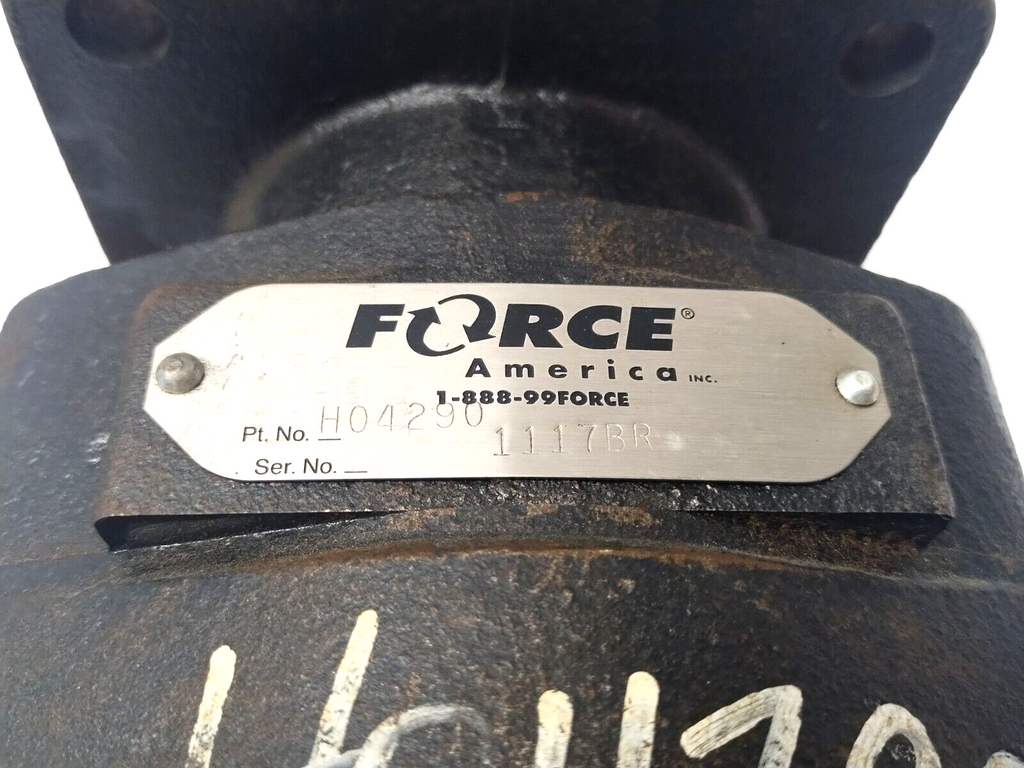 FORCE®
America INC.
1-888-99FORCE
Pt. No. H04290
1117BR
Ser. No.